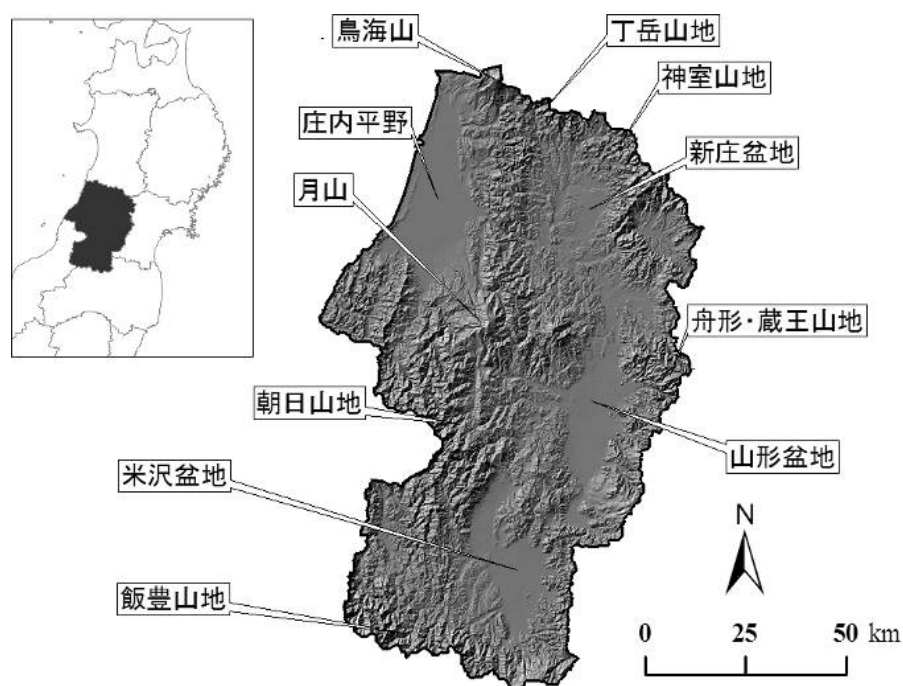 鳥海山
丁岳山地
神室山地
庄内平野
新庄盆地
月山
舟形・蔵王山地
朝日山地
山形盆地
米沢盆地
飯豊山地
N
0 25 50 km